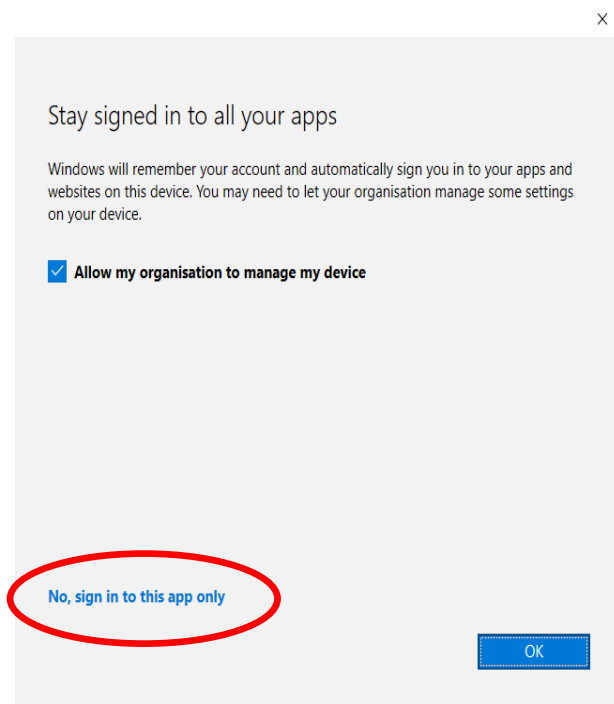 Stay signed in to all your apps
Windows will remember your account and automatically sign you in to your apps and
websites on this device. You may need to let your organisation manage some settings
on your device.
Allow my organisation to manage my device
No, sign in to this app only
OK